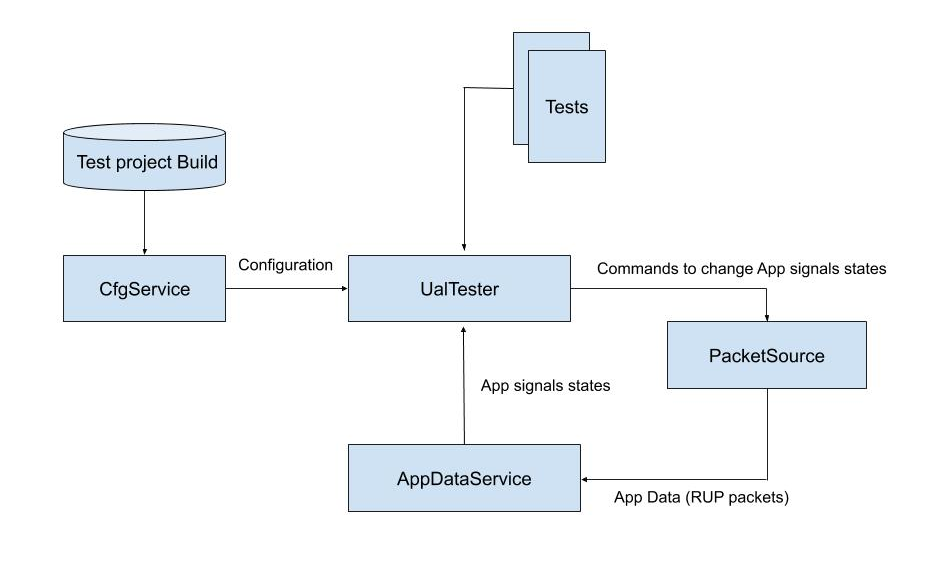 Tests
Test project Build
Configuration
Commands to change App signals states
CfgService
UalTester
PacketSource
App signals states
AppDataService
App Data (RUP packets)